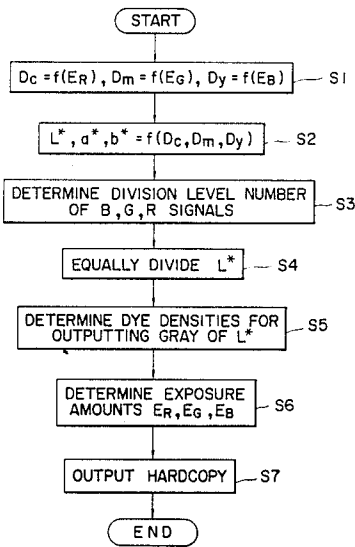 START
Dc = f(ER), Dm = f(EG), Dy = f(EB) S1
L*, a*, b* = f(Dc, Dm, Dy) S2
DETERMINE DIVISION LEVEL NUMBER
OF B, G, R SIGNALS S3
EQUALLY DIVIDE L* S4
DETERMINE DYE DENSITIES FOR
OUTPUTTING GRAY OF L* S5
DETERMINE EXPOSURE
AMOUNTS ER, EG, EB S6
OUTPUT HARDCOPY S7
END